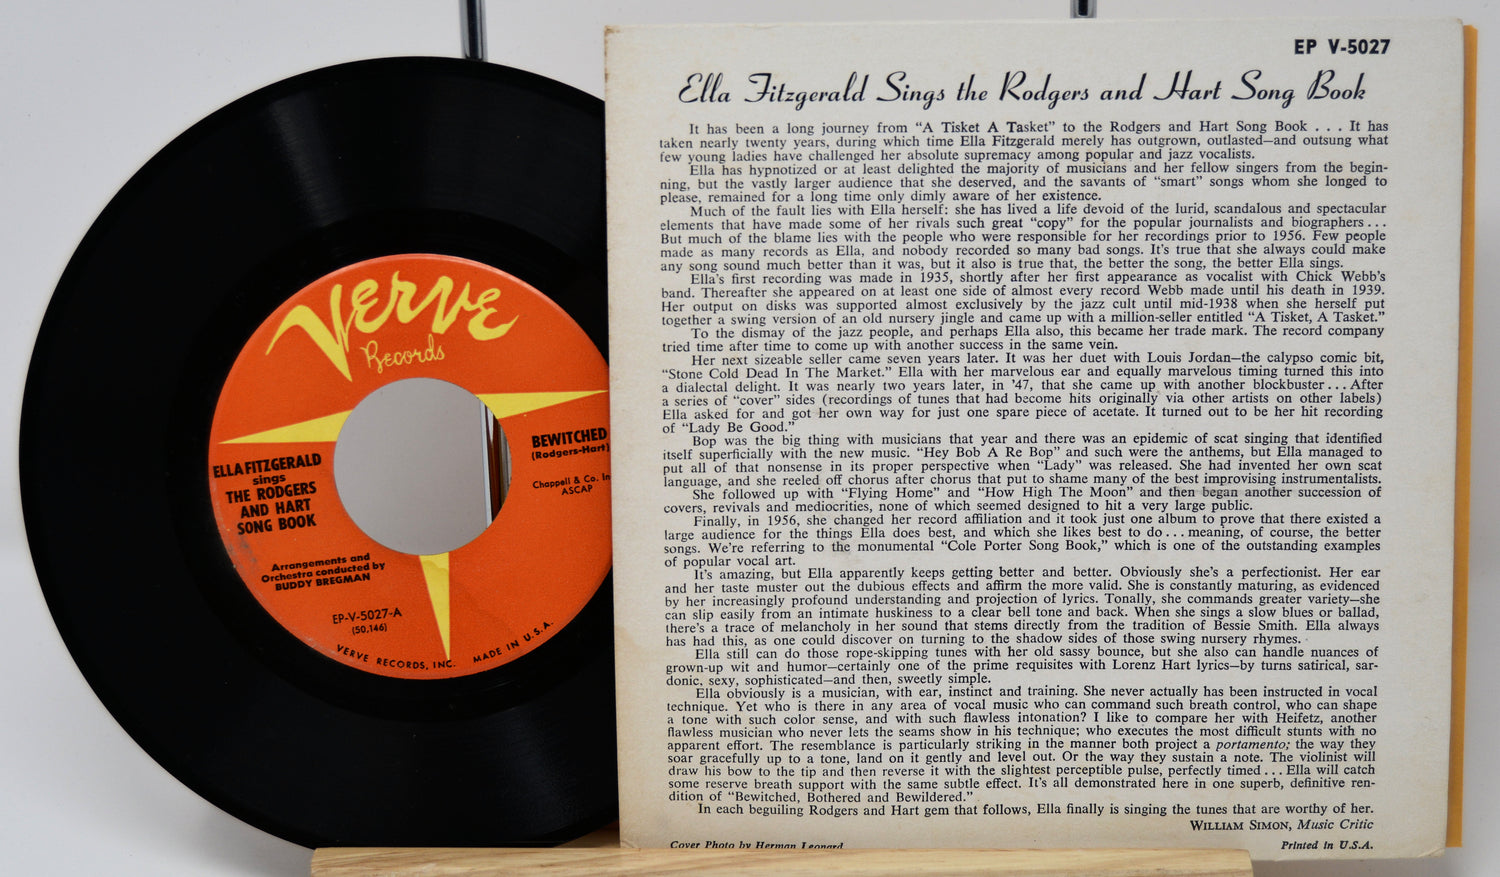 Verve
Records
ELLA FITZGERALD
sings
THE RODGERS
AND HART
SONG BOOK
Arrangements and
Orchestra conducted by
BUDDY BREGMAN
EP-V-5027-A
(50,146)
BEWITCHED
(Rodgers-Hart)
Chappell & Co. In
ASCAP
VERVE RECORDS, INC. MADE IN U.S.A.
EP V-5027
Ella Fitzgerald Sings the Rodgers and Hart Song Book
It has been a long journey from “A Tisket A Tasket” to the Rodgers and Hart Song Book . . . It has
taken nearly twenty years, during which time Ella Fitzgerald merely has outgrown, outlasted—and outsung what
few young ladies have challenged her absolute supremacy among popular and jazz vocalists.
Ella has hypnotized or at least delighted the majority of musicians and her fellow singers from the begin-
ning, but the vastly larger audience that she deserved, and the savants of “smart” songs whom she longed to
please, remained for a long time only dimly aware of her existence.
Much of the fault lies with Ella herself: she has lived a life devoid of the lurid, scandalous and spectacular
elements that have made some of her rivals such great “copy” for the popular journalists and biographers . . .
But much of the blame lies with the people who were responsible for her recordings prior to 1956. Few people
made as many records as Ella, and nobody recorded so many bad songs. It's true that she always could make
any song sound much better than it was, but it also is true that, the better the song, the better Ella sings.
Ella's first recording was made in 1935, shortly after her first appearance as vocalist with Chick Webb's
band. Thereafter she appeared on at least one side of almost every record Webb made until his death in 1939.
Her output on disks was supported almost exclusively by the jazz cult until mid-1938 when she herself put
together a swing version of an old nursery jingle and came up with a million-seller entitled “A Tisket, A Tasket.”
To the dismay of the jazz people, and perhaps Ella also, this became her trade mark. The record company
tried time after time to come up with another success in the same vein.
Her next sizeable seller came seven years later. It was her duet with Louis Jordan—the calypso comic bit,
“Stone Cold Dead In The Market.” Ella with her marvelous ear and equally marvelous timing turned this into
a dialectal delight. It was nearly two years later, in '47, that she came up with another blockbuster . . . After
a series of “cover” sides (recordings of tunes that had become hits originally via other artists on other labels)
Ella asked for and got her own way for just one spare piece of acetate. It turned out to be her hit recording
of “Lady Be Good.”
Bop was the big thing with musicians that year and there was an epidemic of scat singing that identified
itself superficially with the new music. “Hey Bob A Re Bop” and such were the anthems, but Ella managed to
put all of that nonsense in its proper perspective when “Lady” was released. She had invented her own scat
language, and she reeled off chorus after chorus that put to shame many of the best improvising instrumentalists.
She followed up with “Flying Home” and “How High The Moon” and then began another succession of
covers, revivals and mediocrities, none of which seemed designed to hit a very large public.
Finally, in 1956, she changed her record affiliation and it took just one album to prove that there existed a
large audience for the things Ella does best, and which she likes best to do . . . meaning, of course, the better
songs. We're referring to the monumental “Cole Porter Song Book,” which is one of the outstanding examples
of popular vocal art.
It's amazing, but Ella apparently keeps getting better and better. Obviously she's a perfectionist. Her ear
and her taste muster out the dubious effects and affirm the more valid. She is constantly maturing, as evidenced
by her increasingly profound understanding and projection of lyrics. Tonally, she commands greater variety—she
can slip easily from an intimate huskiness to a clear bell tone and back. When she sings a slow blues or ballad,
there's a trace of melancholy in her sound that stems directly from the tradition of Bessie Smith. Ella always
has had this, as one could discover on turning to the shadow sides of those swing nursery rhymes.
Ella still can do those rope-skipping tunes with her old sassy bounce, but she also can handle nuances of
grown-up wit and humor—certainly one of the prime requisites with Lorenz Hart lyrics—by turns satirical, sar-
donic, sexy, sophisticated—and then, sweetly simple.
Ella obviously is a musician, with ear, instinct and training. She never actually has been instructed in vocal
technique. Yet who is there in any area of vocal music who can command such breath control, who can shape
a tone with such color sense, and with such flawless intonation? I like to compare her with Heifetz, another
flawless musician who never lets the seams show in his technique; who executes the most difficult stunts with no
apparent effort. The resemblance is particularly striking in the manner both project a portamento; the way they
soar gracefully up to a tone, land on it gently and level out. Or the way they sustain a note. The violinist will
draw his bow to the tip and then reverse it with the slightest perceptible pulse, perfectly timed . . . Ella will catch
some reserve breath support with the same subtle effect. It's all demonstrated here in one superb, definitive ren-
dition of “Bewitched, Bothered and Bewildered.”
In each beguiling Rodgers and Hart gem that follows, Ella finally is singing the tunes that are worthy of her.
WILLIAM SIMON, Music Critic
Cover Photo by Herman Leonard
Printed in U.S.A.